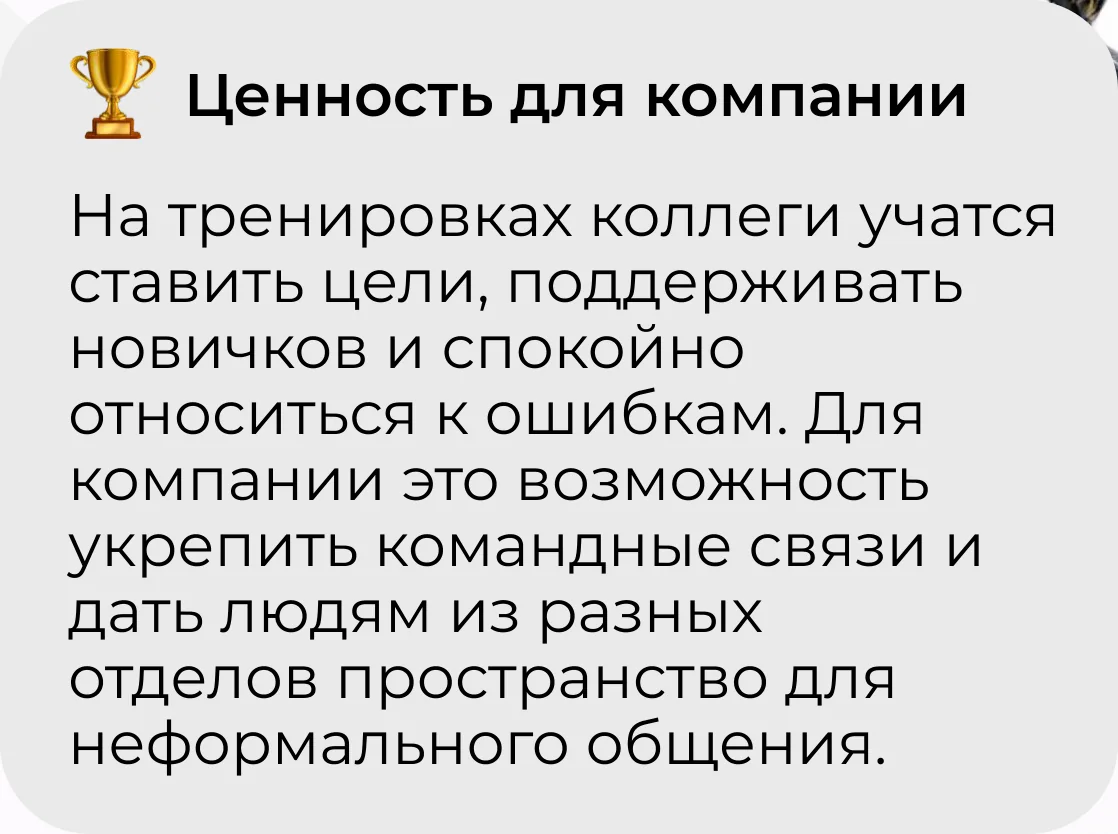 Ценность для компании
На тренировках коллеги учатся
ставить цели, поддерживать
новичков и спокойно
относиться к ошибкам. Для
компании это возможность
укрепить командные связи и
дать людям из разных
отделов пространство для
неформального общения.